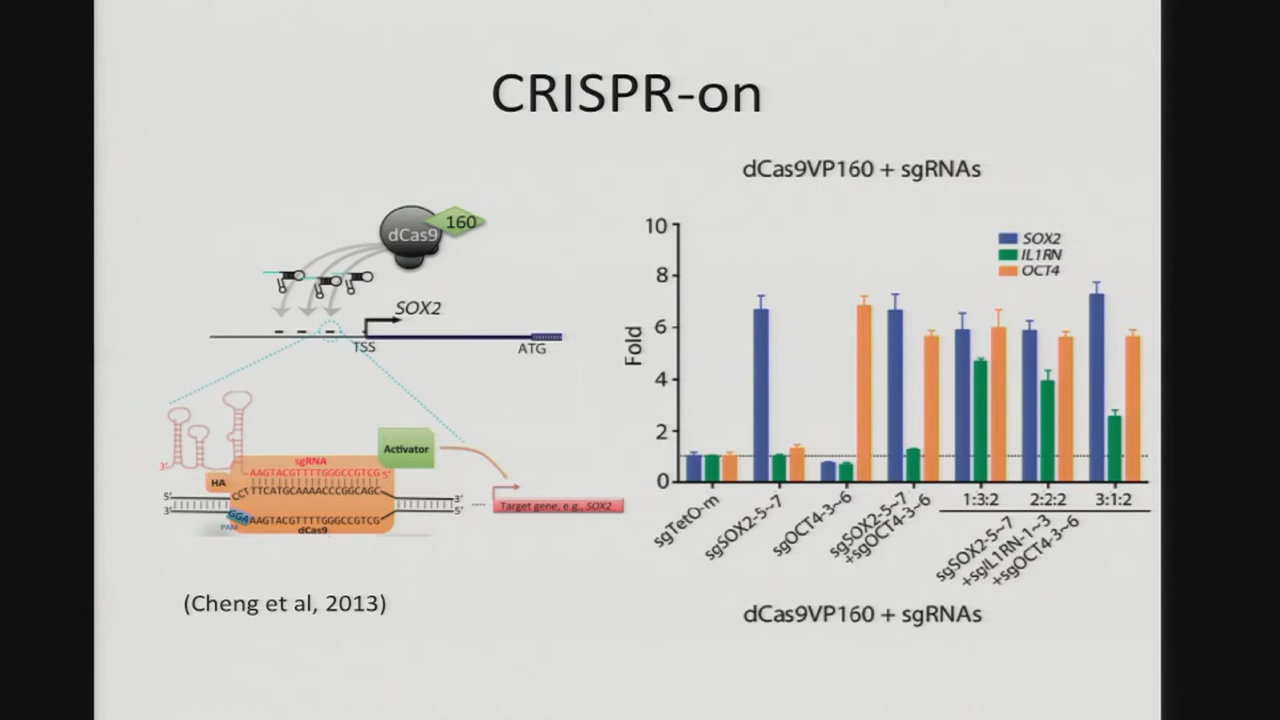 CRISPR-on
dCas9VP160 + sgRNAs
dCas9
160
SOX2
TSS
ATG
3'
sgRNA
Activator
AAGTACGTTTTGGGCCGTCG 5'
HA
CCTTTCATGCAAAACCCGGCAGC
5'
3'
3'
5'
GGA
AAGTACGTTTTGGGCCGTCG
PAM
dCas9
Target gene, e.g., SOX2
(Cheng et al, 2013)
Fold
10
8
6
4
2
0
SOX2
IL1RN
OCT4
sgTetO-m
sgSOX2-5~7
sgOCT4-3~6
sgSOX2-5~7
+sgOCT4-3~6
1:3:2
2:2:2
3:1:2
sgSOX2-5~7
+sgIL1RN-1~3
+sgOCT4-3~6
dCas9VP160 + sgRNAs